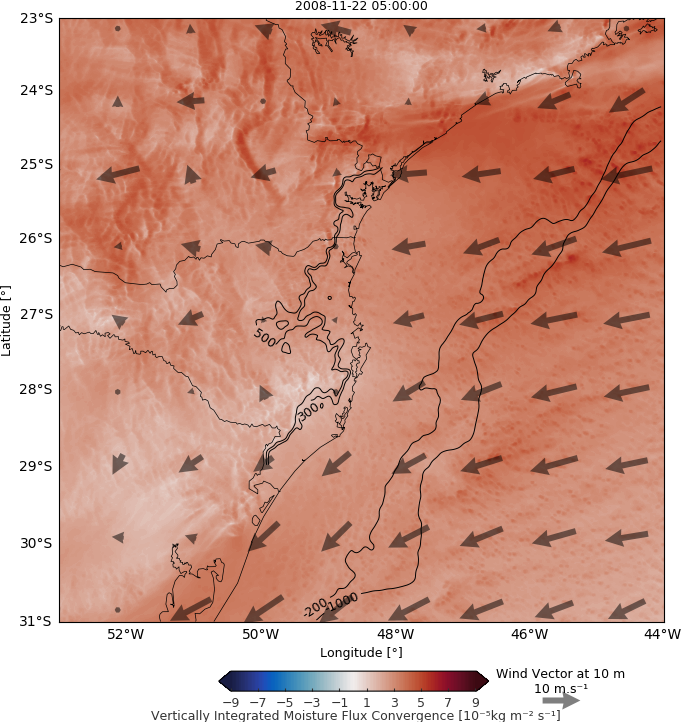 2008-11-22 05:00:00
23°S
24°S
25°S
26°S
27°S
28°S
29°S
30°S
31°S
Latitude [°]
500
300
-200
-1000
52°W 50°W 48°W 46°W 44°W
Longitude [°]
−9 −7 −5 −3 −1 1 3 5 7 9
Vertically Integrated Moisture Flux Convergence [10⁻⁵kg m⁻² s⁻¹]
Wind Vector at 10 m
10 m.s⁻¹